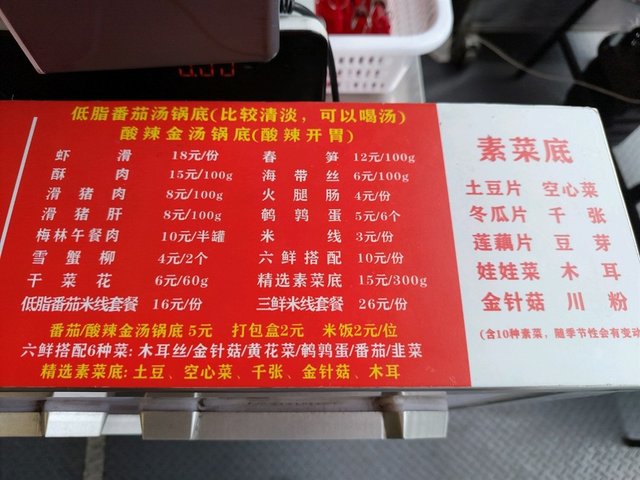 0.00
低脂番茄汤锅底(比较清淡，可以喝汤)
酸辣金汤锅底(酸辣开胃)
虾滑 18元/份 春笋 12元/100g
酥肉 15元/100g 海带丝 6元/100g
滑猪肉 8元/100g 火腿肠 4元/份
滑猪肝 8元/100g 鹌鹑蛋 5元/6个
梅林午餐肉 10元/半罐 米线 3元/份
雪蟹柳 4元/2个 六鲜搭配 10元/份
干菜花 6元/60g 精选素菜底 15元/300g
低脂番茄米线套餐 16元/份 三鲜米线套餐 26元/份
番茄/酸辣金汤锅底 5元 打包盒2元 米饭2元/位
六鲜搭配6种菜: 木耳丝/金针菇/黄花菜/鹌鹑蛋/番茄/韭菜
精选素菜底: 土豆、空心菜、千张、金针菇、木耳
素菜底
土豆片 空心菜
冬瓜片 千张
莲藕片 豆芽
娃娃菜 木耳
金针菇 川粉
(含10种素菜，随季节性会有变动